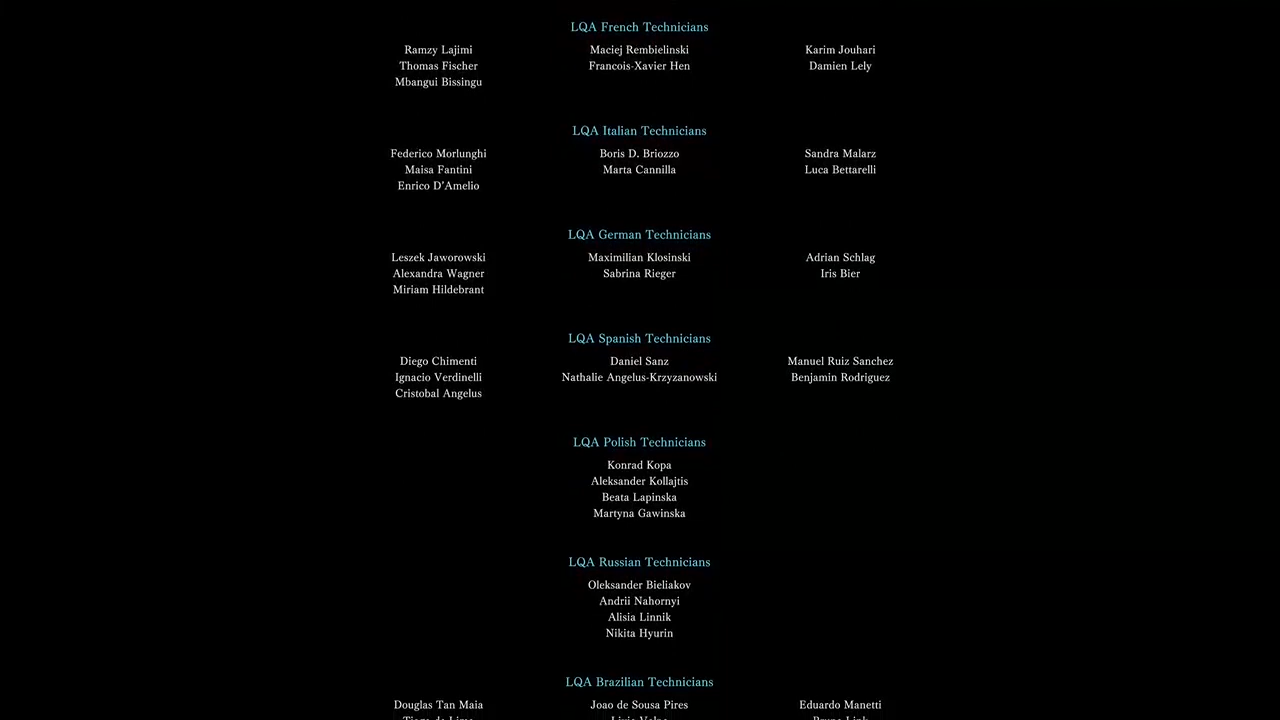 LQA French Technicians
Ramzy Lajimi Maciej Rembielinski Karim Jouhari
Thomas Fischer Francois-Xavier Hen Damien Lely
Mbangui Bissingu
LQA Italian Technicians
Federico Morlunghi Boris D. Briozzo Sandra Malarz
Maisa Fantini Marta Cannilla Luca Bettarelli
Enrico D'Amelio
LQA German Technicians
Leszek Jaworowski Maximilian Klosinski Adrian Schlag
Alexandra Wagner Sabrina Rieger Iris Bier
Miriam Hildebrant
LQA Spanish Technicians
Diego Chimenti Daniel Sanz Manuel Ruiz Sanchez
Ignacio Verdinelli Nathalie Angelus-Krzyzanowski Benjamin Rodriguez
Cristobal Angelus
LQA Polish Technicians
Konrad Kopa
Aleksander Kollajtis
Beata Lapinska
Martyna Gawinska
LQA Russian Technicians
Oleksander Bieliakov
Andrii Nahornyi
Alisia Linnik
Nikita Hyurin
LQA Brazilian Technicians
Douglas Tan Maia Joao de Sousa Pires Eduardo Manetti